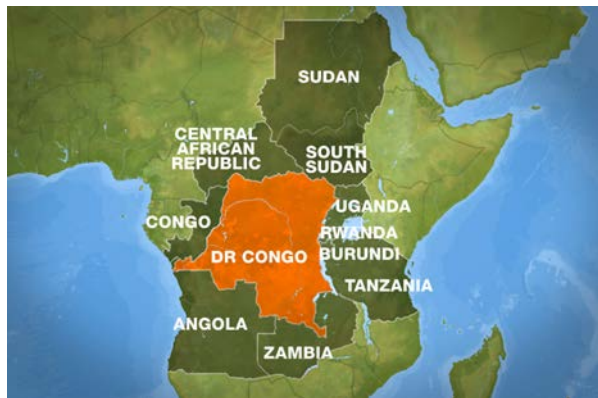 SUDAN
CENTRAL
AFRICAN
REPUBLIC
SOUTH
SUDAN
UGANDA
CONGO
RWANDA
DR CONGO
BURUNDI
TANZANIA
ANGOLA
ZAMBIA